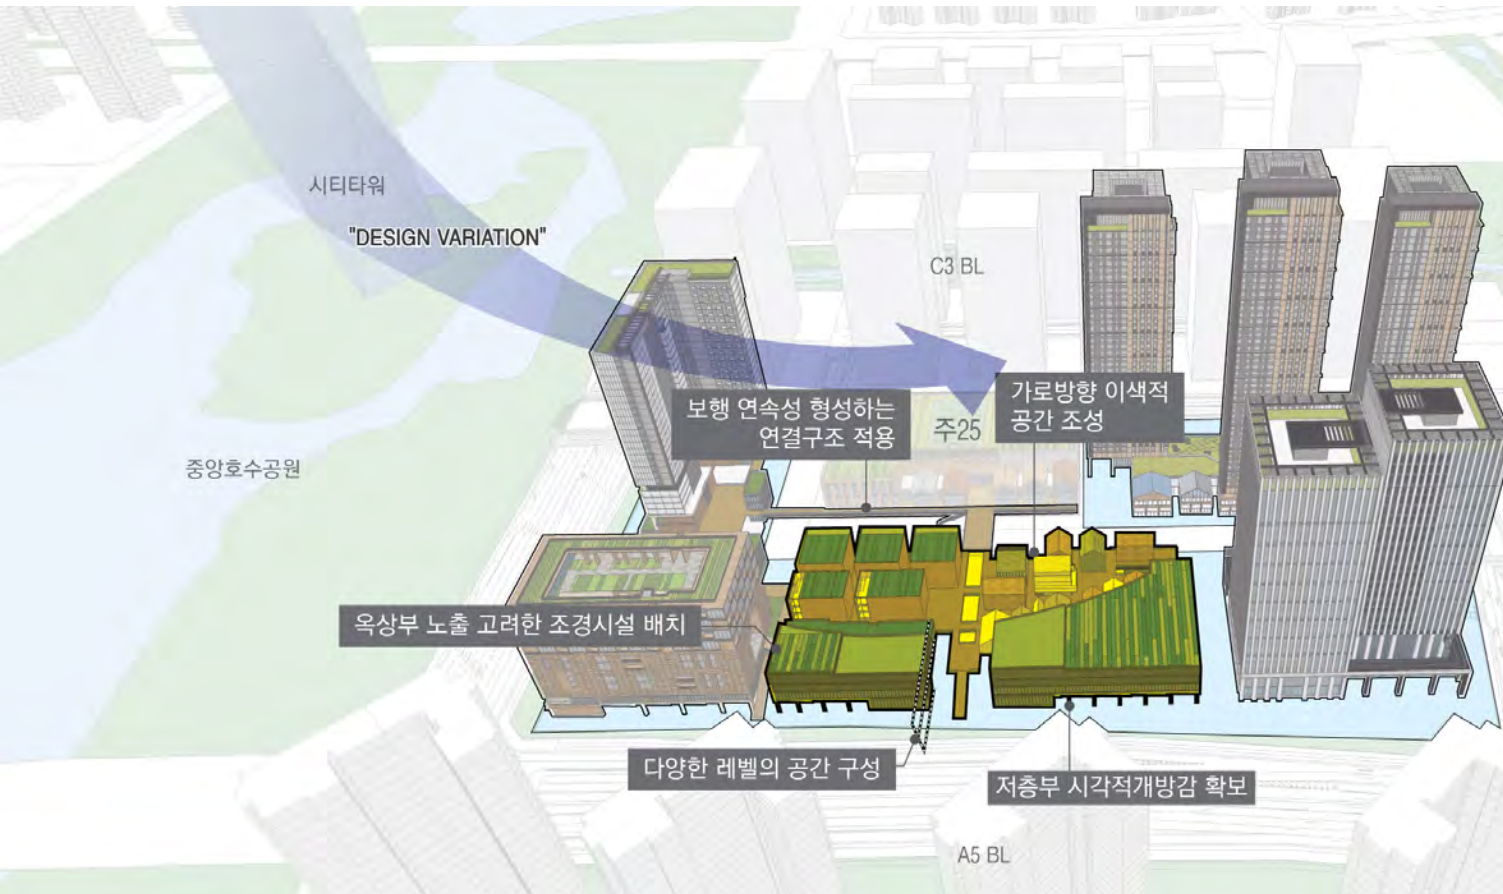 시티타워
"DESIGN VARIATION"
C3 BL
가로방향 이색적
공간 조성
보행 연속성 형성하는
연결구조 적용
주25
중앙호수공원
옥상부 노출 고려한 조경시설 배치
다양한 레벨의 공간 구성
저층부 시각적개방감 확보
A5 BL